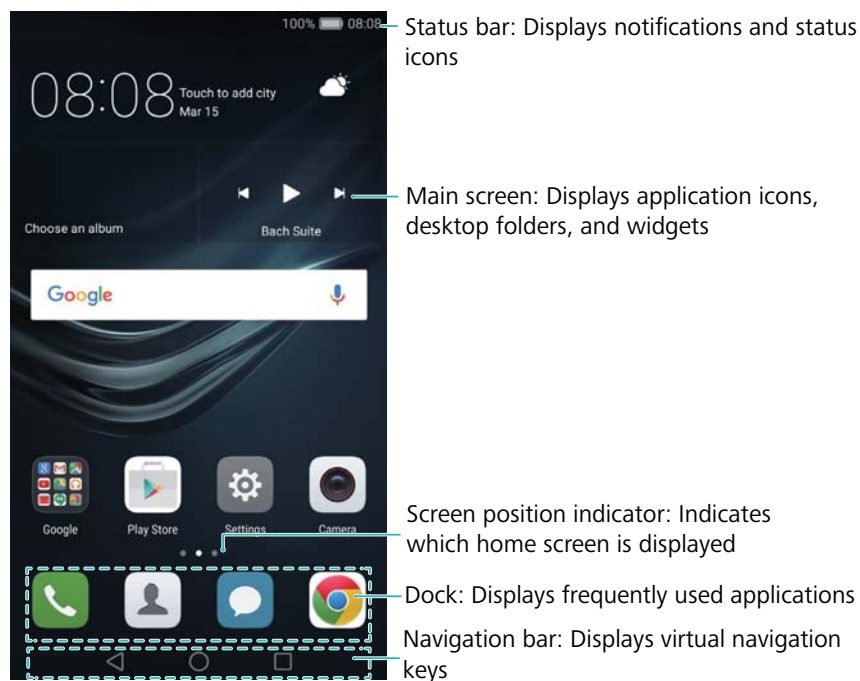 100% 08:08
Status bar: Displays notifications and status
icons
08:08
Touch to add city
Mar 15
Main screen: Displays application icons,
desktop folders, and widgets
Choose an album
Bach Suite
Google
Google
Play Store
Settings
Camera
Screen position indicator: Indicates
which home screen is displayed
Dock: Displays frequently used applications
Navigation bar: Displays virtual navigation
keys